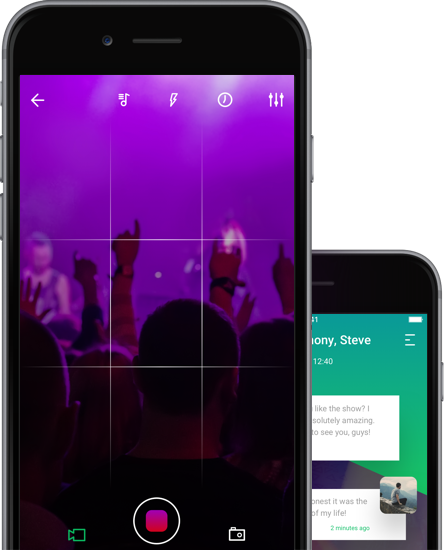 41
hony, Steve
12:40
like the show? I
solutely amazing.
to see you, guys!
onest it was the
of my life!
2 minutes ago